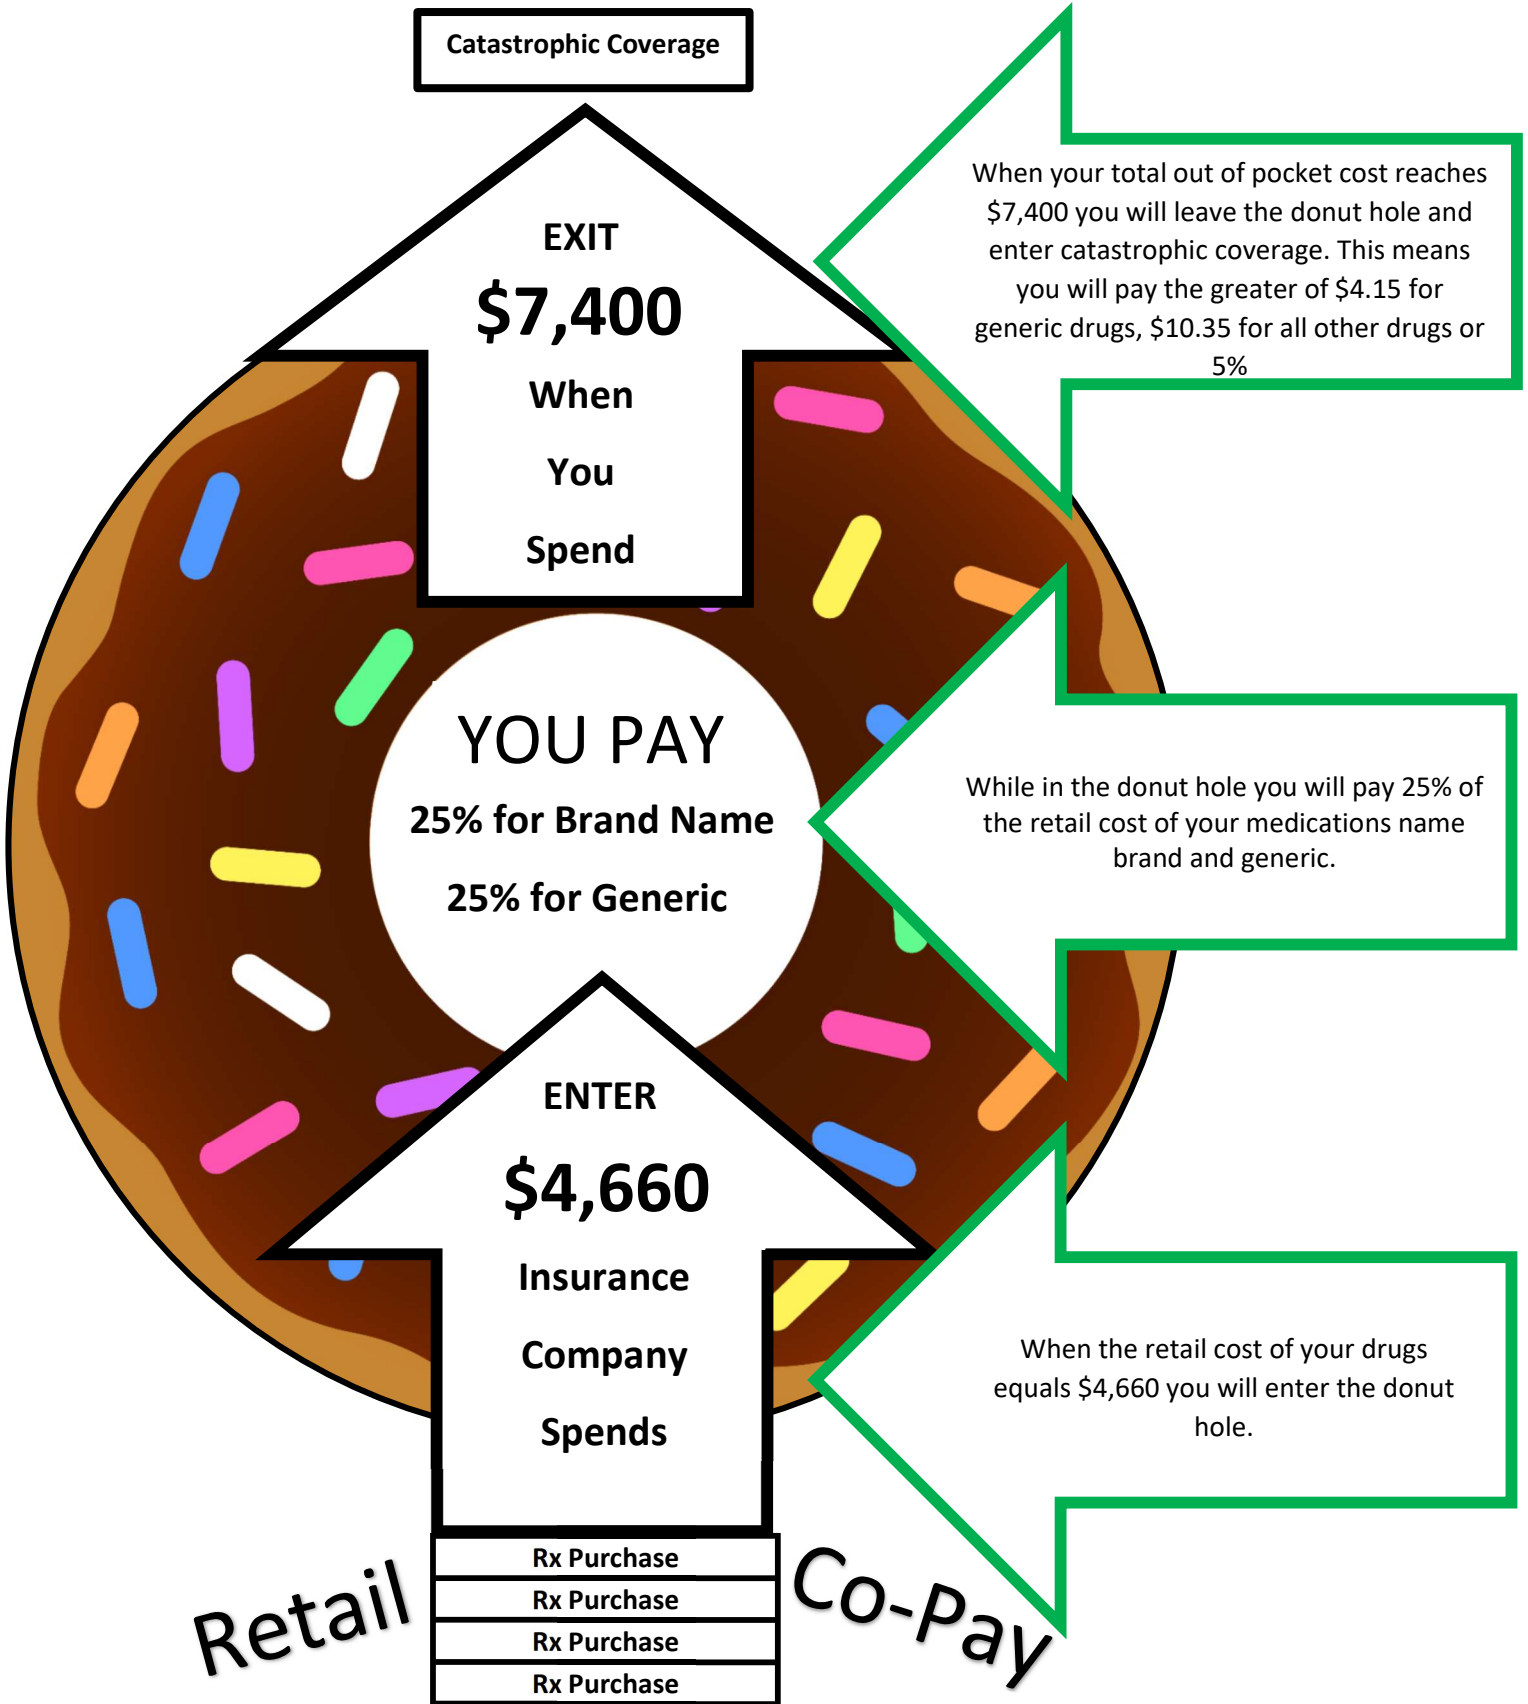 Catastrophic Coverage
EXIT
$7,400
When
You
Spend
When your total out of pocket cost reaches
$7,400 you will leave the donut hole and
enter catastrophic coverage. This means
you will pay the greater of $4.15 for
generic drugs, $10.35 for all other drugs or
5%
YOU PAY
25% for Brand Name
25% for Generic
While in the donut hole you will pay 25% of
the retail cost of your medications name
brand and generic.
ENTER
$4,660
Insurance
Company
Spends
When the retail cost of your drugs
equals $4,660 you will enter the donut
hole.
Retail
Rx Purchase
Rx Purchase
Rx Purchase
Rx Purchase
Co-Pay